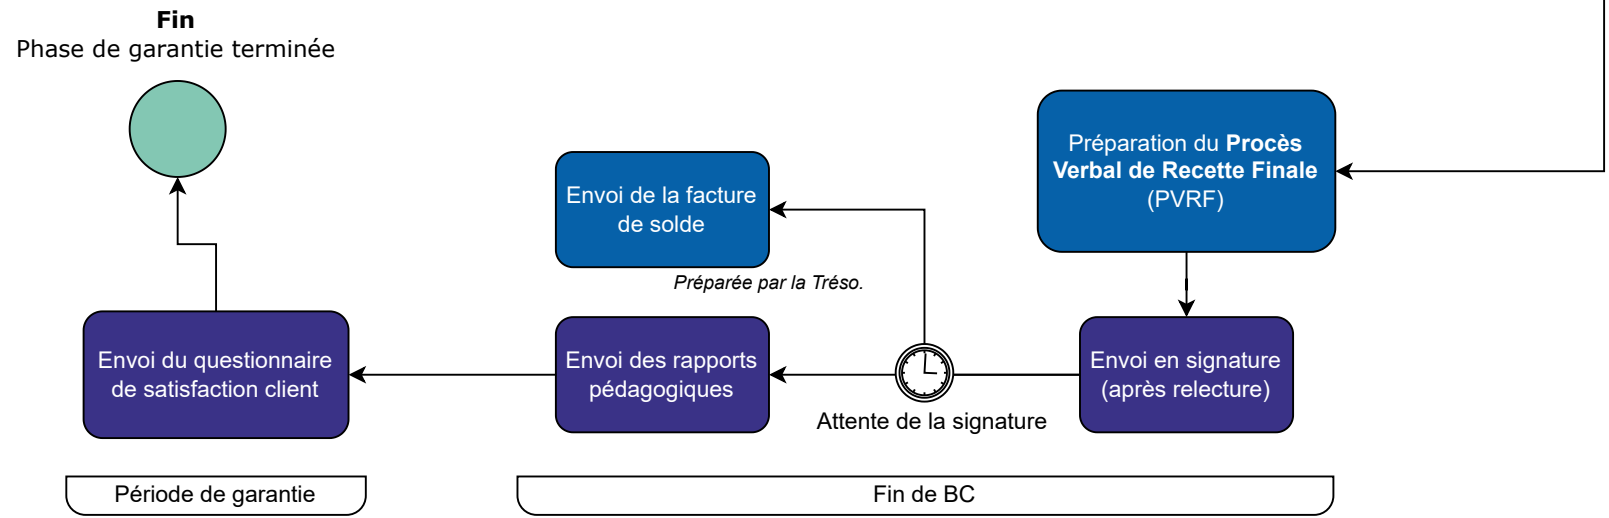 Fin
Phase de garantie terminée
Préparation du Procès
Verbal de Recette Finale
(PVRF)
Envoi de la facture
de solde
Préparée par la Tréso.
Envoi du questionnaire
de satisfaction client
Envoi des rapports
pédagogiques
Envoi en signature
(après relecture)
Attente de la signature
Période de garantie
Fin de BC